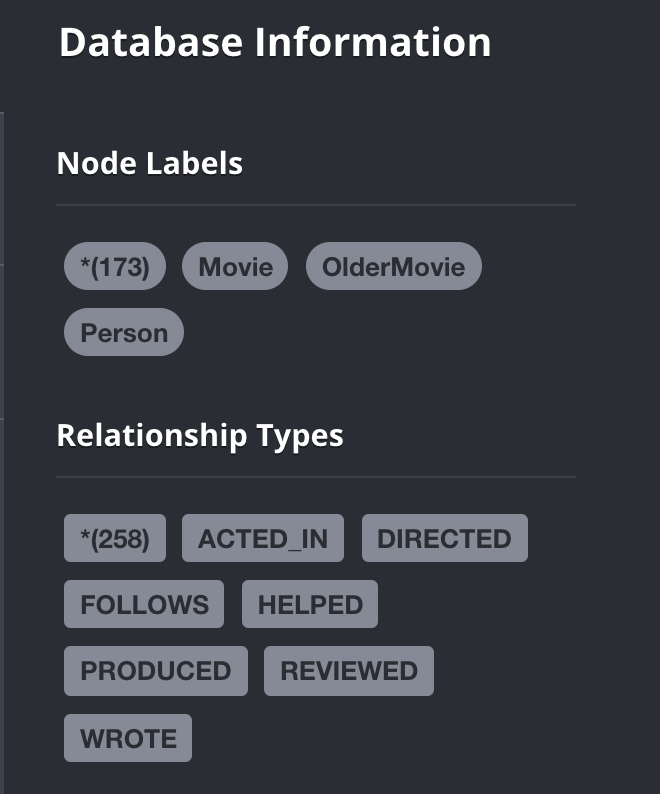 Database Information
Node Labels
*(173) Movie OlderMovie
Person
Relationship Types
*(258) ACTED_IN DIRECTED
FOLLOWS HELPED
PRODUCED REVIEWED
WROTE